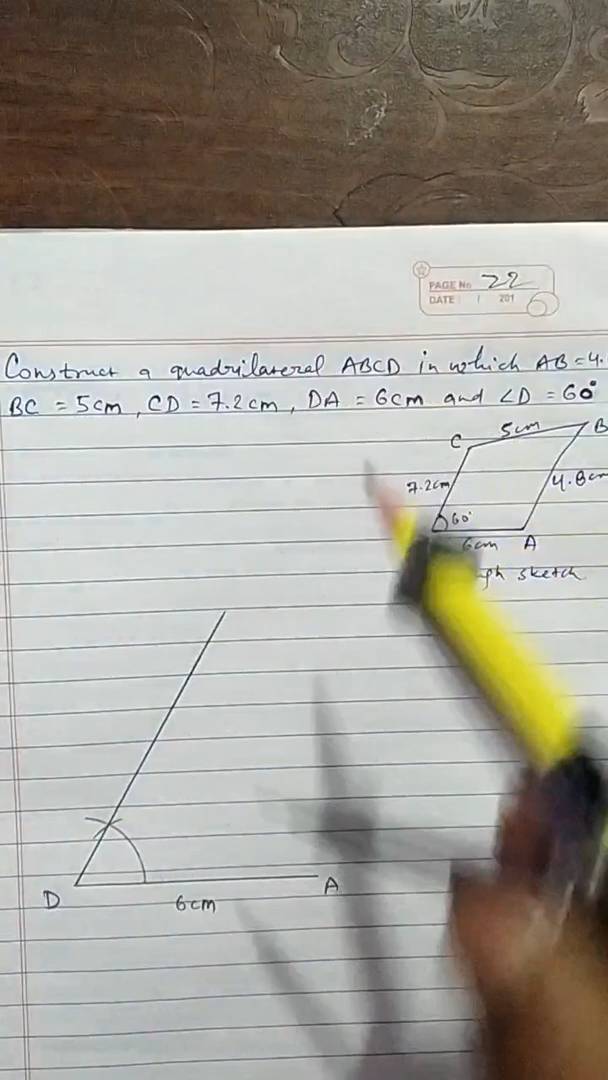 PAGE No 22
DATE / 201
Construct a quadrilateral ABCD in which AB = 4.
BC = 5cm, CD = 7.2cm, DA = 6cm and ∠D = 60°
C 5cm B
7.2cm 4.8cm
60°
6cm A
sketch
D 6cm A